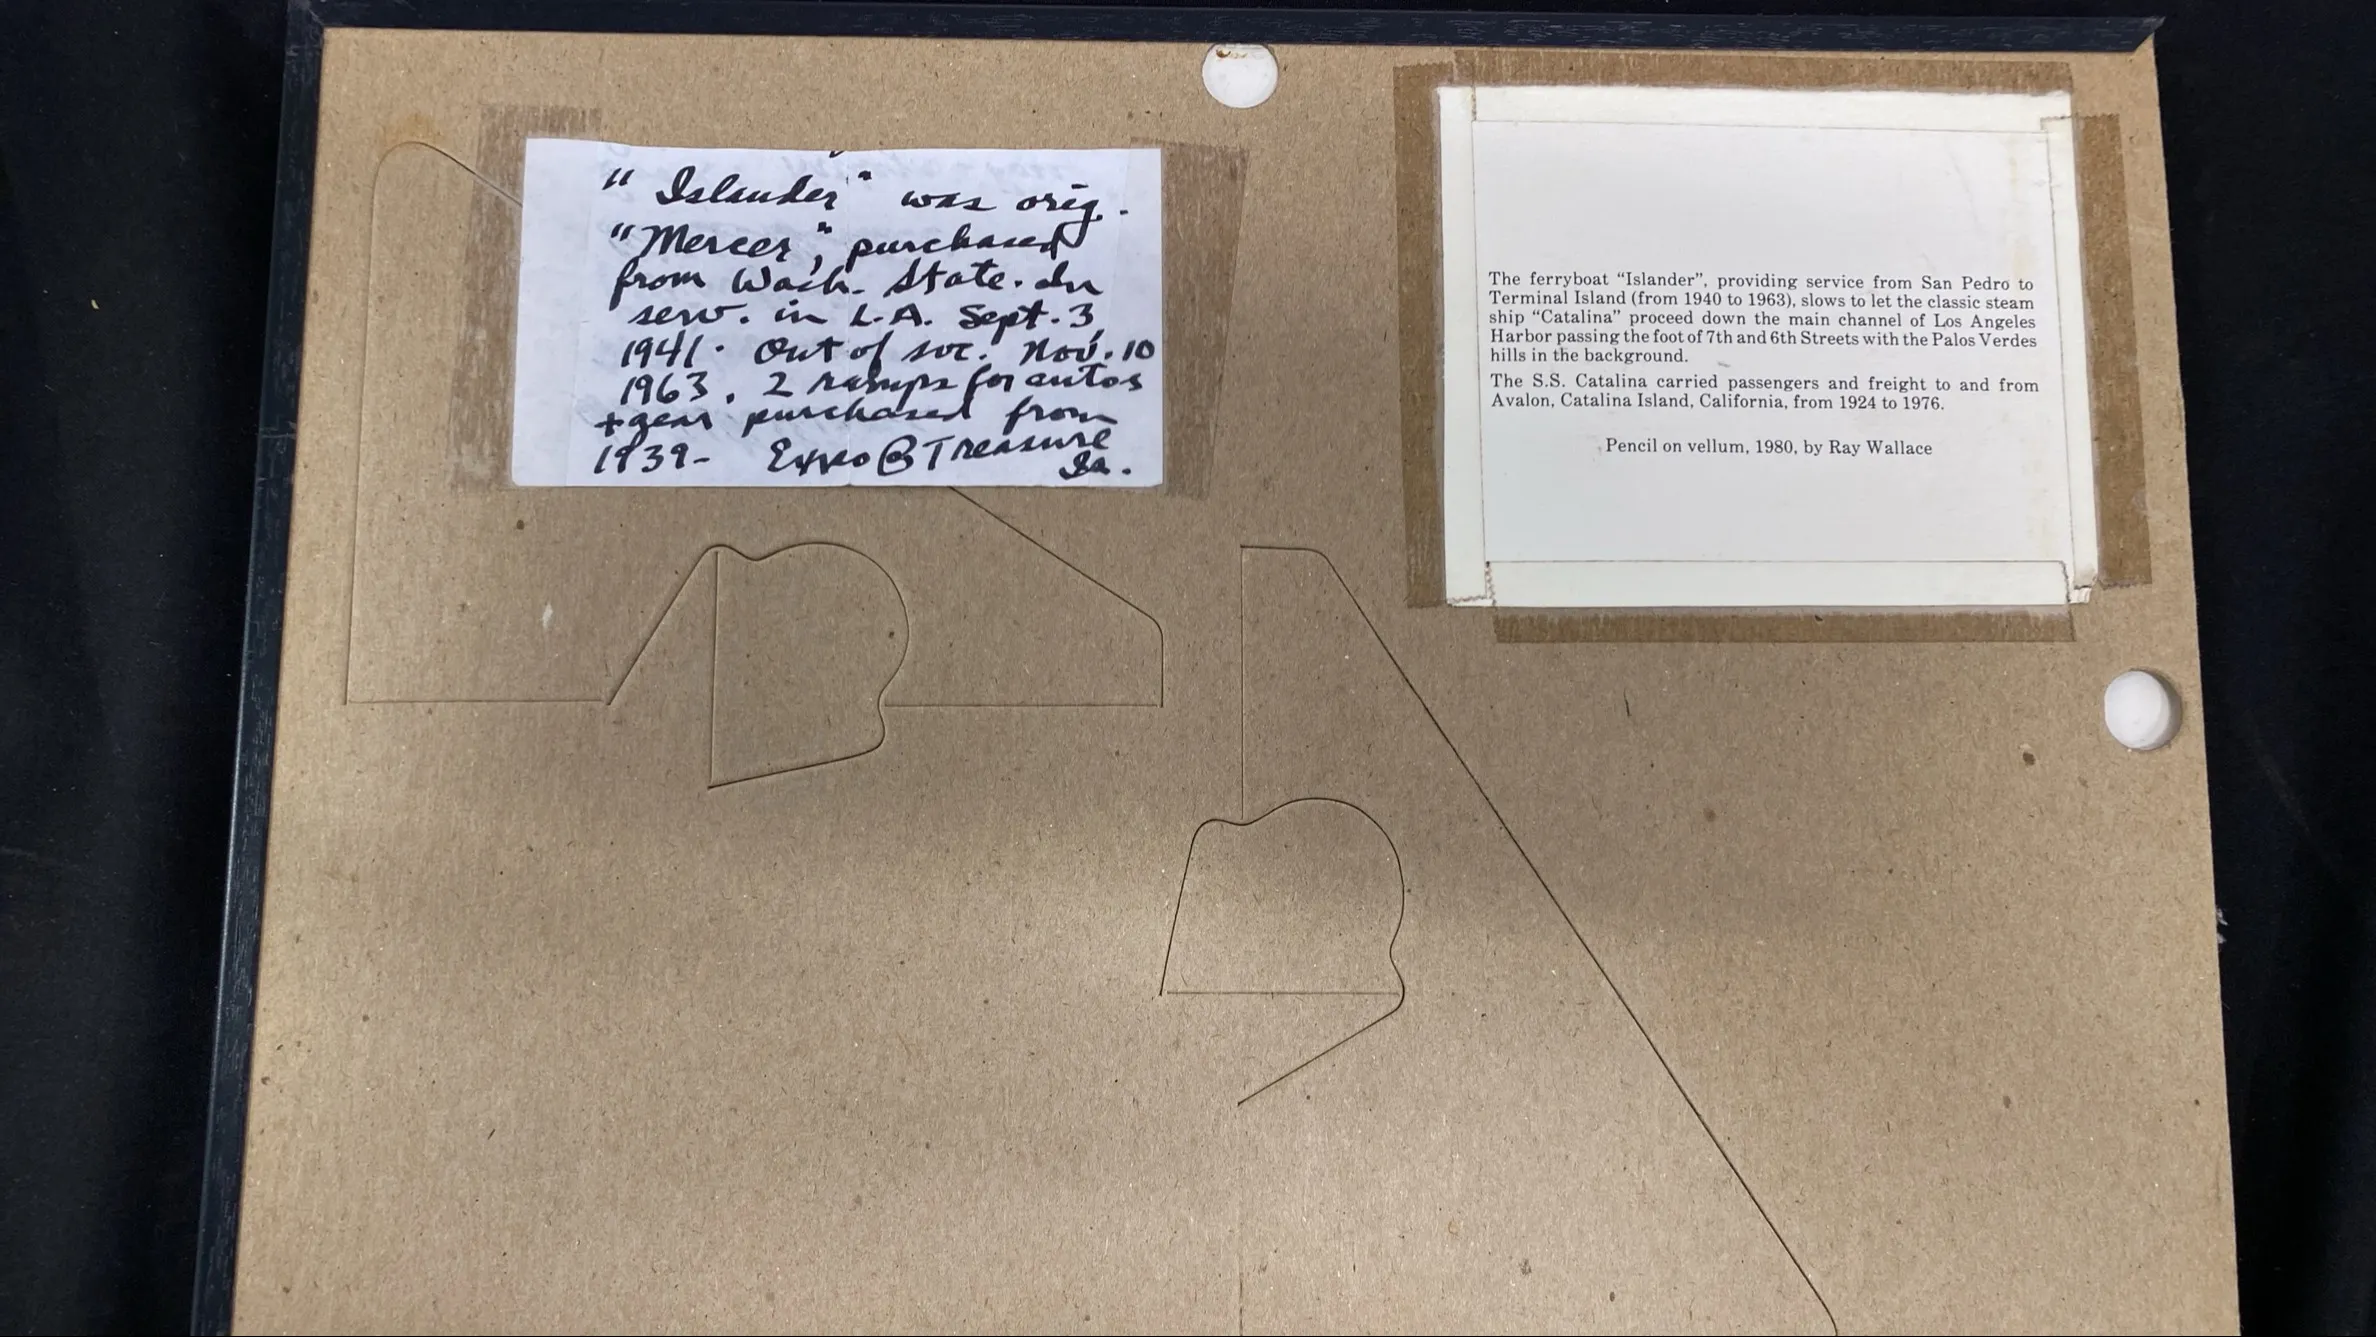 " Islander" was orig.
"Mercer", purchased
from Wash. State. In
serv. in L.A. Sept. 3,
1941. Out of svc. Nov. 10
1963. 2 ramps for autos
+ gear purchased from
1939- Expo @ Treasure
Is.
The ferryboat “Islander”, providing service from San Pedro to
Terminal Island (from 1940 to 1963), slows to let the classic steam
ship “Catalina” proceed down the main channel of Los Angeles
Harbor passing the foot of 7th and 6th Streets with the Palos Verdes
hills in the background.
The S.S. Catalina carried passengers and freight to and from
Avalon, Catalina Island, California, from 1924 to 1976.
Pencil on vellum, 1980, by Ray Wallace